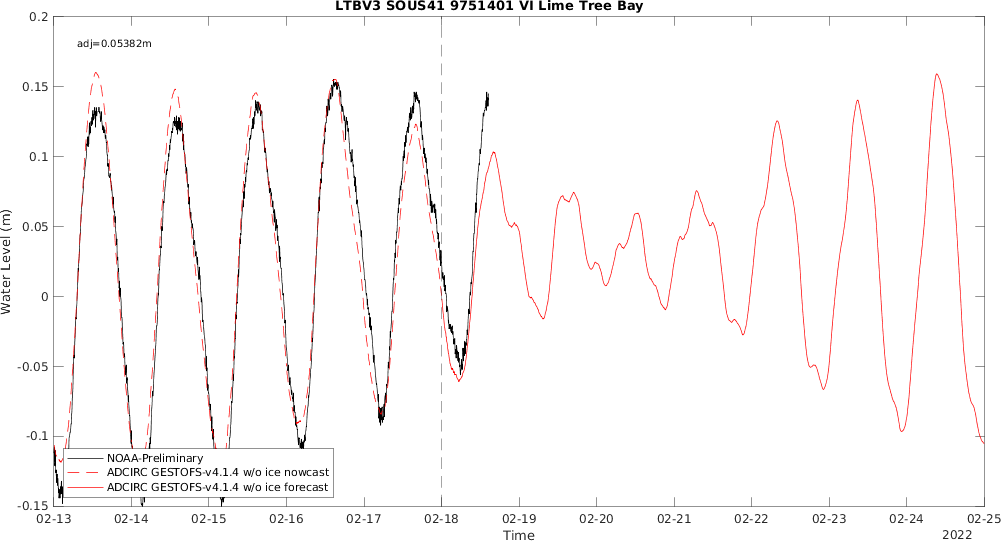 LTBV3 SOUS41 9751401 VI Lime Tree Bay
adj=0.05382m
0.2
0.15
0.1
0.05
0
-0.05
-0.1
-0.15
Water Level (m)
NOAA-Preliminary
ADCIRC GESTOFS-v4.1.4 w/o ice nowcast
ADCIRC GESTOFS-v4.1.4 w/o ice forecast
02-13 02-14 02-15 02-16 02-17 02-18 02-19 02-20 02-21 02-22 02-23 02-24 02-25
Time
2022